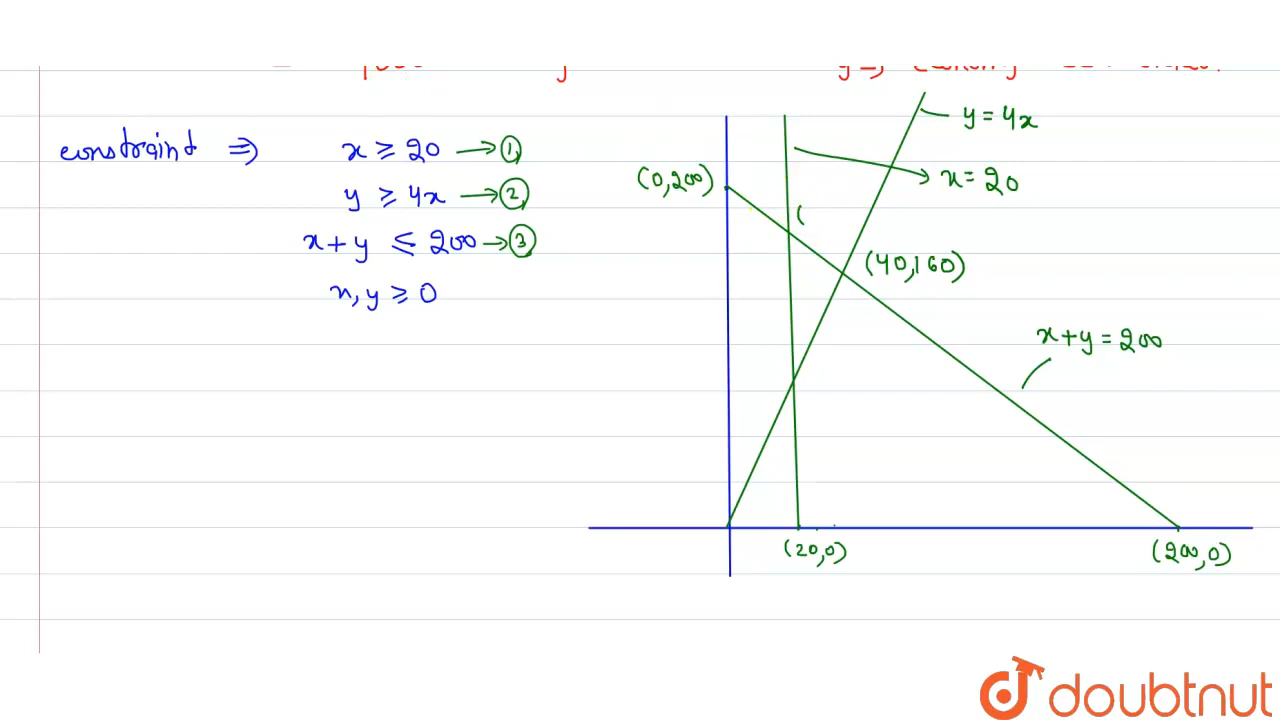 constraint ⇒ x ≥ 20 → ①
y ≥ 4x → ②
x + y ≤ 200 → ③
x, y ≥ 0
y = 4x
x = 20
(0,200)
(
(40,160)
x + y = 200
(20,0)
(200,0)
doubtnut